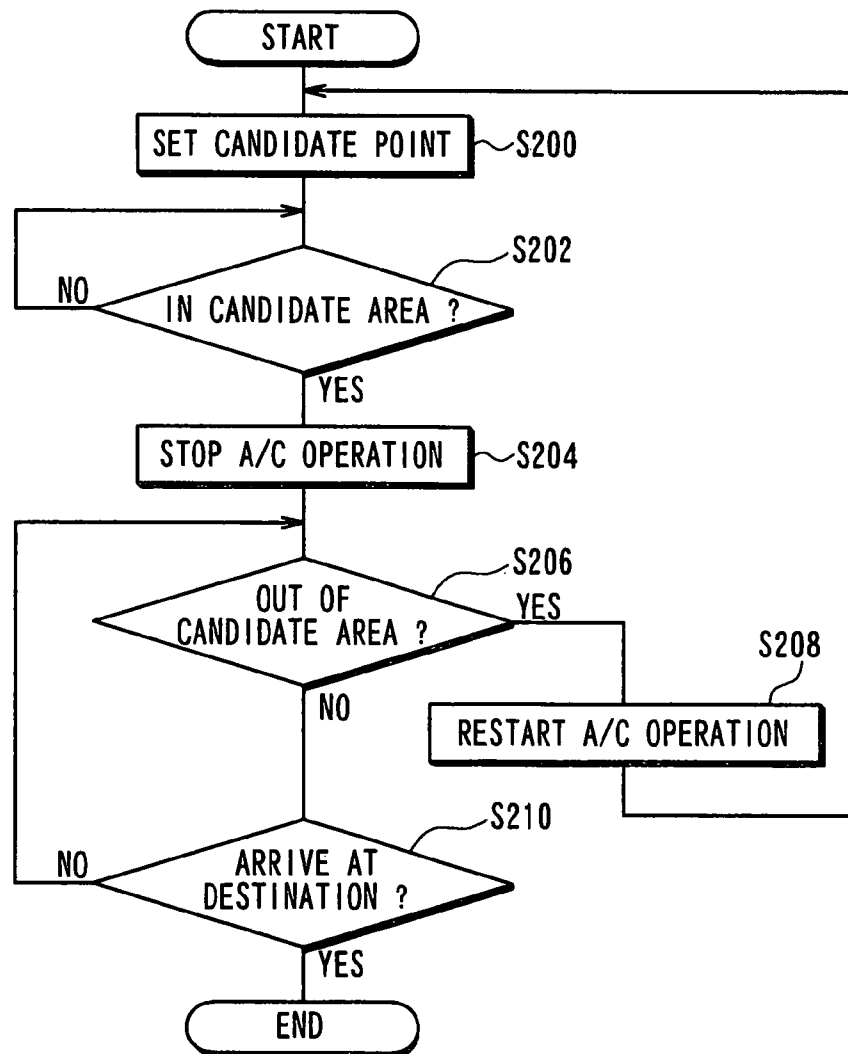 START
SET CANDIDATE POINT
S200
S202
NO
IN CANDIDATE AREA ?
YES
STOP A/C OPERATION
S204
S206
OUT OF
CANDIDATE AREA ?
YES
NO
S208
RESTART A/C OPERATION
S210
NO
ARRIVE AT
DESTINATION ?
YES
END